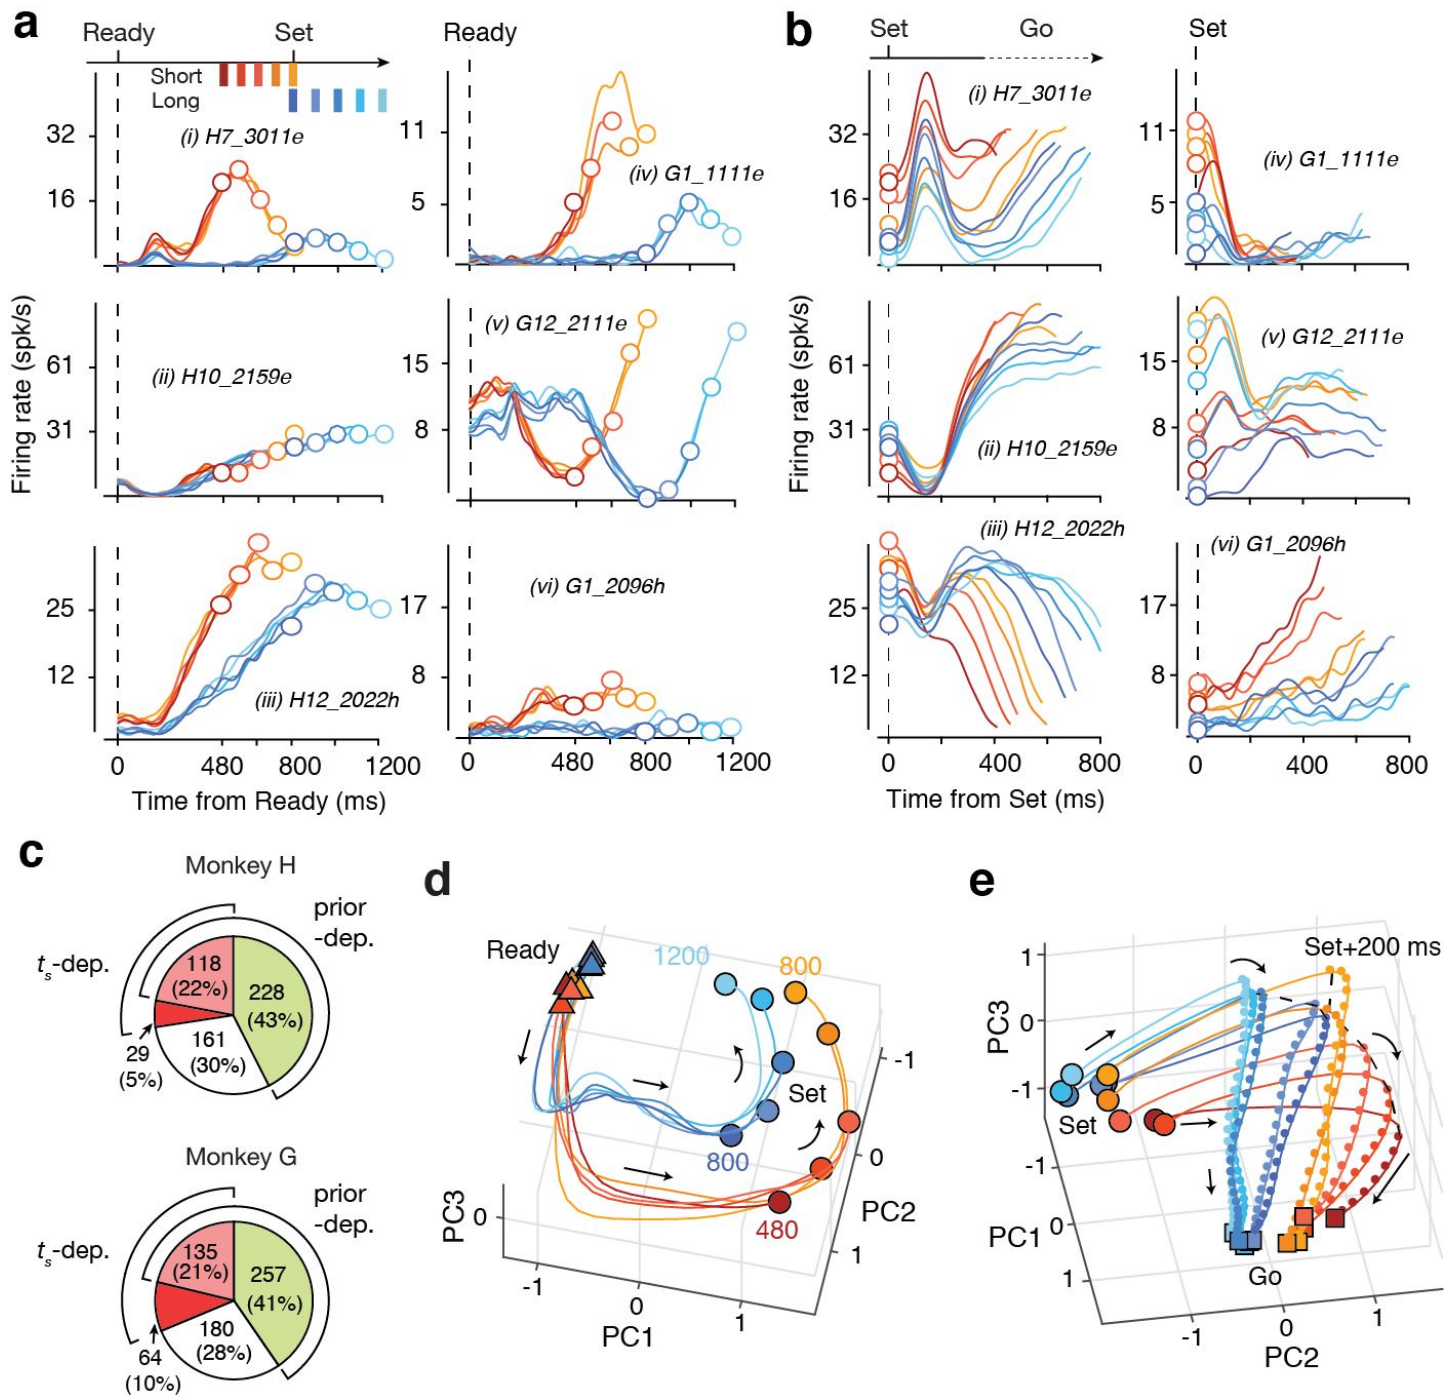 a
Ready
Set
Short
Long
Firing rate (spk/s)
32
16
(i) H7_3011e
61
31
(ii) H10_2159e
25
12
(iii) H12_2022h
0
480
800
1200
Time from Ready (ms)
Ready
11
5
(iv) G1_1111e
15
8
(v) G12_2111e
17
8
(vi) G1_2096h
0
480
800
1200
b
Set
Go
Firing rate (spk/s)
32
16
(i) H7_3011e
61
31
(ii) H10_2159e
25
12
(iii) H12_2022h
0
400
800
Time from Set (ms)
Set
11
5
(iv) G1_1111e
15
8
(v) G12_2111e
17
8
(vi) G1_2096h
0
400
800
c
Monkey H
prior
-dep.
ts-dep.
118
(22%)
228
(43%)
29
(5%)
161
(30%)
Monkey G
prior
-dep.
ts-dep.
135
(21%)
257
(41%)
180
(28%)
64
(10%)
d
Ready
1200
800
Set
800
480
PC3
0
-1
0
1
PC1
-1
0
1
PC2
e
Set+200 ms
PC3
1
0
-1
Set
PC1
-1
0
1
Go
-1
0
1
PC2